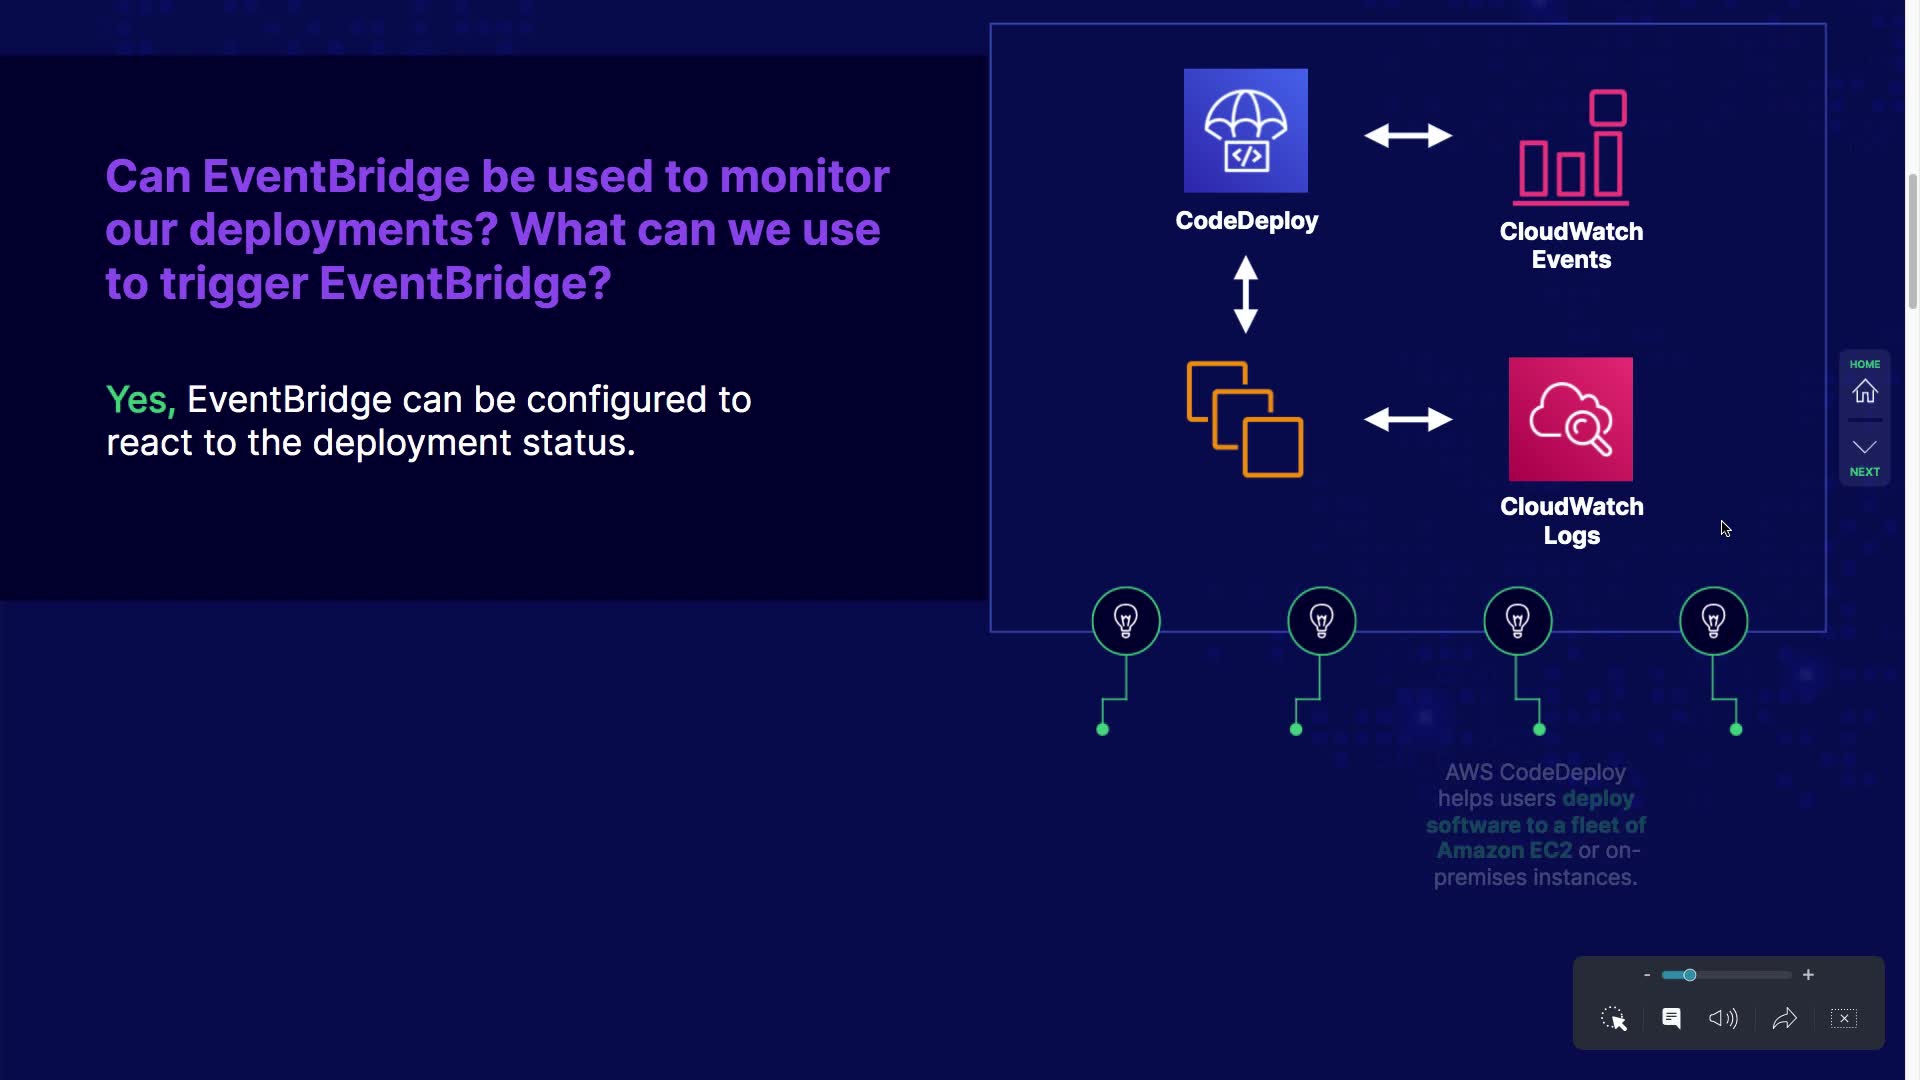 Can EventBridge be used to monitor
our deployments? What can we use
to trigger EventBridge?
Yes, EventBridge can be configured to
react to the deployment status.
</>
CodeDeploy
CloudWatch
Events
CloudWatch
Logs
HOME
NEXT
AWS CodeDeploy
helps users deploy
software to a fleet of
Amazon EC2 or on-
premises instances.
- +